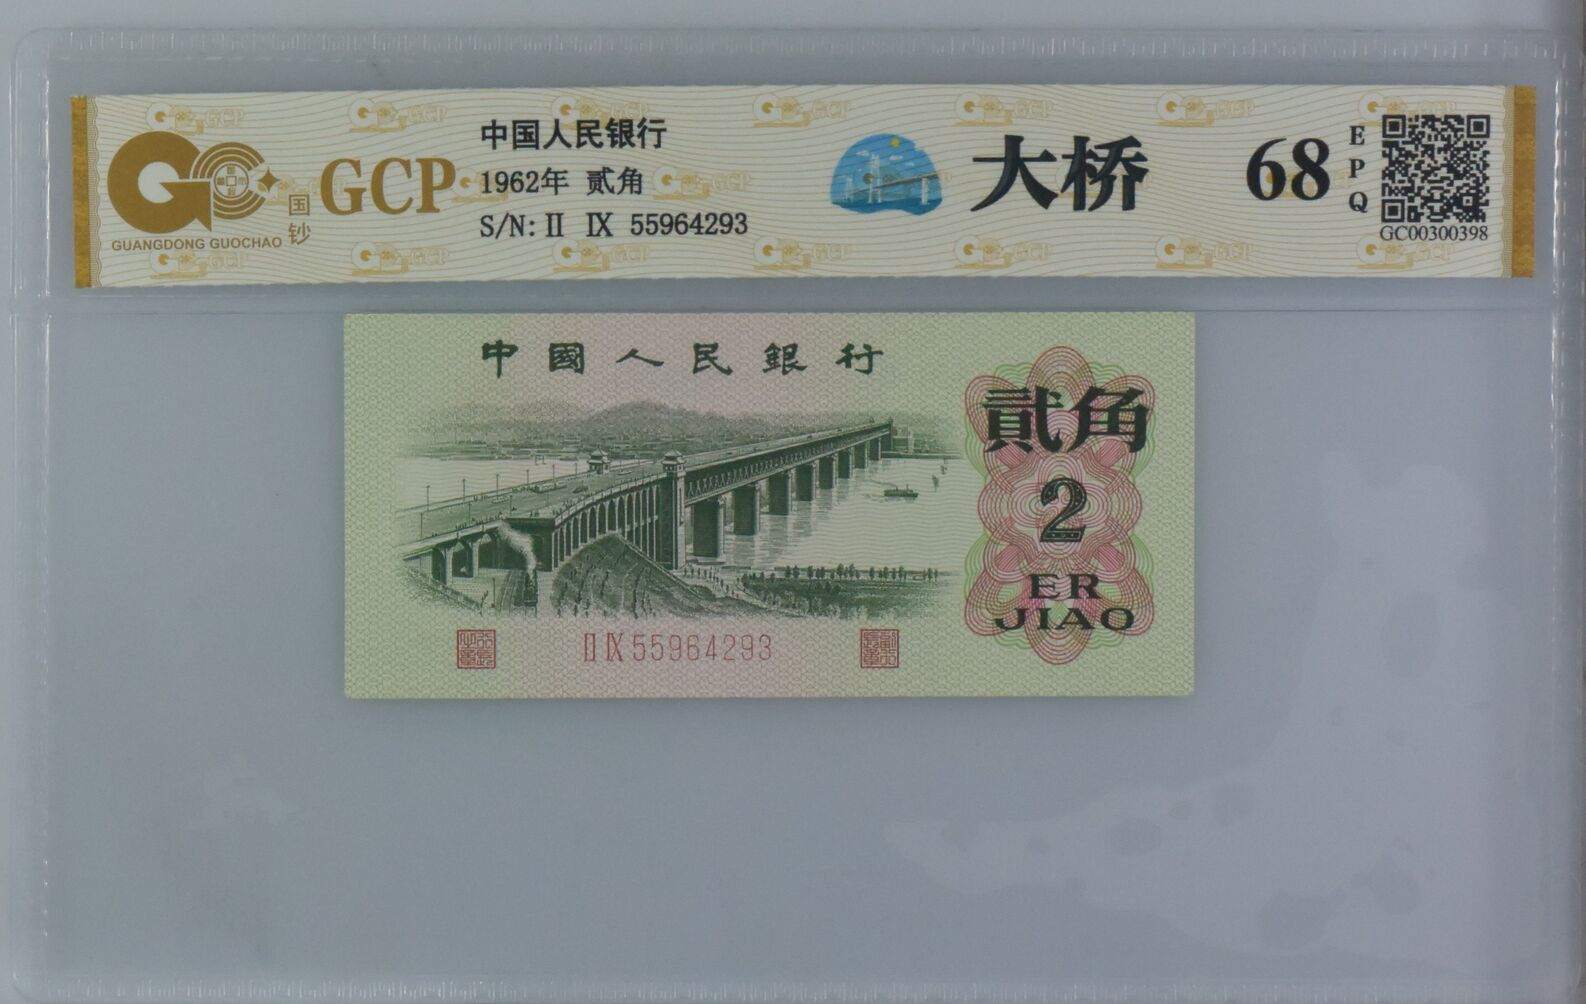 GCP
国钞
GUANGDONG GUOCHAO
中国人民银行
1962年 贰角
S/N: II IX 55964293
大桥
68
EPQ
GC00300398
中國人民銀行
貳角
2
ER
JIAO
II IX 55964293